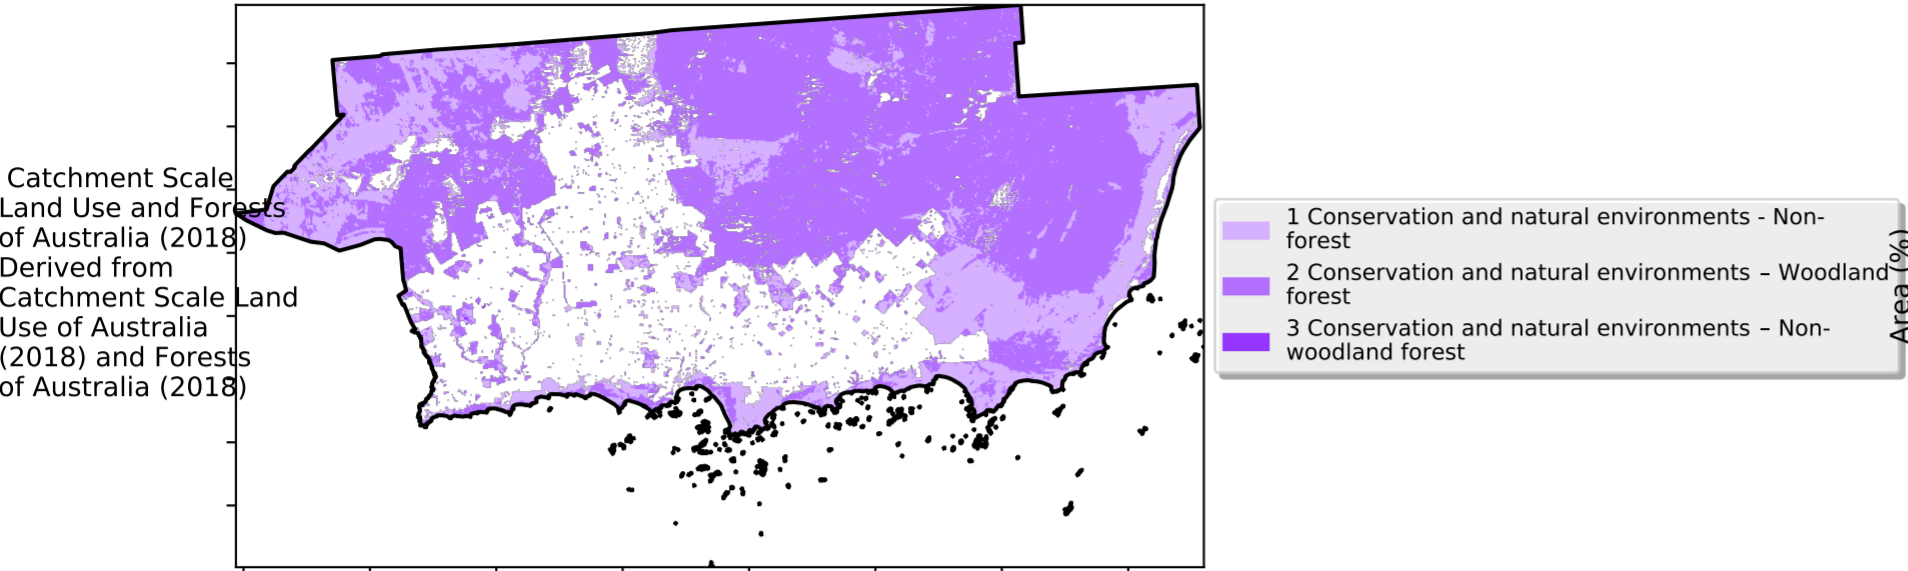 Catchment Scale
Land Use and Forests
of Australia (2018)
Derived from
Catchment Scale Land
Use of Australia
(2018) and Forests
of Australia (2018)
1 Conservation and natural environments - Non-
forest
2 Conservation and natural environments – Woodland
forest
3 Conservation and natural environments – Non-
woodland forest
Area (%)